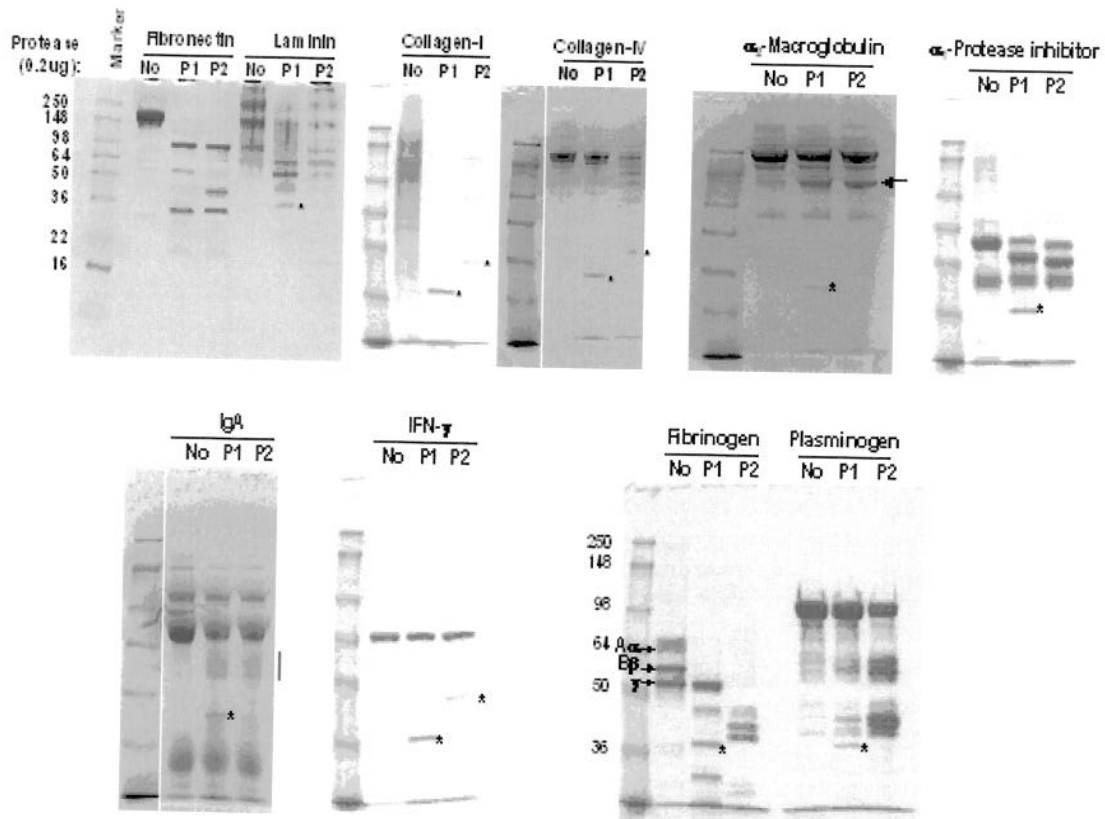 Protease
(0.2ug):
Marker
Fibronectin Laminin
No P1 P2 No P1 P2
250
148
98
64
50
36
22
16
*
Collagen-I
No P1 P2
*
*
Collagen-IV
No P1 P2
*
*
α₂-Macroglobulin
No P1 P2
*
α₁-Protease inhibitor
No P1 P2
*
IgA
No P1 P2
*
IFN-γ
No P1 P2
*
*
Fibrinogen Plasminogen
No P1 P2 No P1 P2
250
148
98
64 Aα
Bβ
50 γ
36
* *